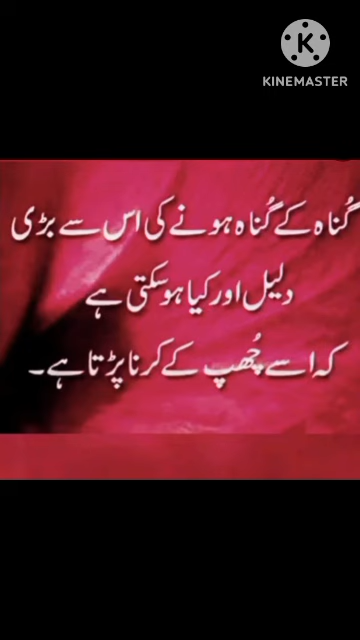 KINEMASTER
گُناہ کے گُناہ ہونے کی اس سے بڑی
دلیل اور کیا ہو سکتی ہے
کہ اسے چُھپ کے کرنا پڑتا ہے۔